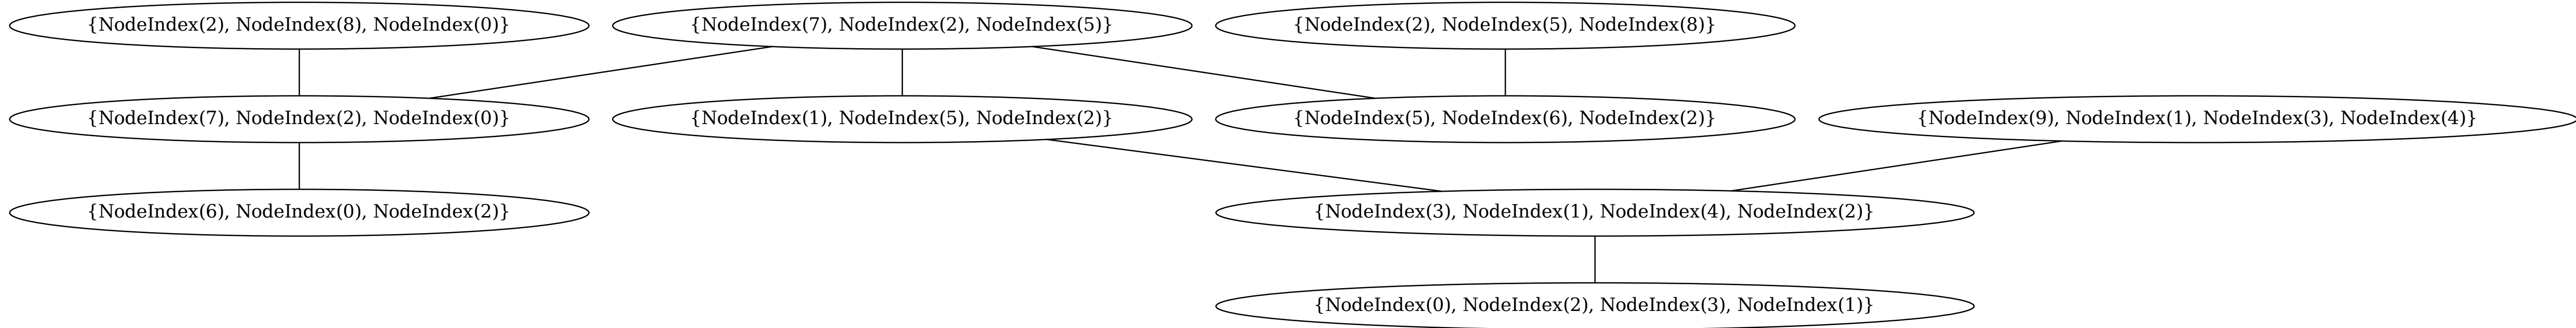 {NodeIndex(2), NodeIndex(8), NodeIndex(0)}
{NodeIndex(7), NodeIndex(2), NodeIndex(5)}
{NodeIndex(2), NodeIndex(5), NodeIndex(8)}
{NodeIndex(7), NodeIndex(2), NodeIndex(0)}
{NodeIndex(1), NodeIndex(5), NodeIndex(2)}
{NodeIndex(5), NodeIndex(6), NodeIndex(2)}
{NodeIndex(9), NodeIndex(1), NodeIndex(3), NodeIndex(4)}
{NodeIndex(6), NodeIndex(0), NodeIndex(2)}
{NodeIndex(3), NodeIndex(1), NodeIndex(4), NodeIndex(2)}
{NodeIndex(0), NodeIndex(2), NodeIndex(3), NodeIndex(1)}